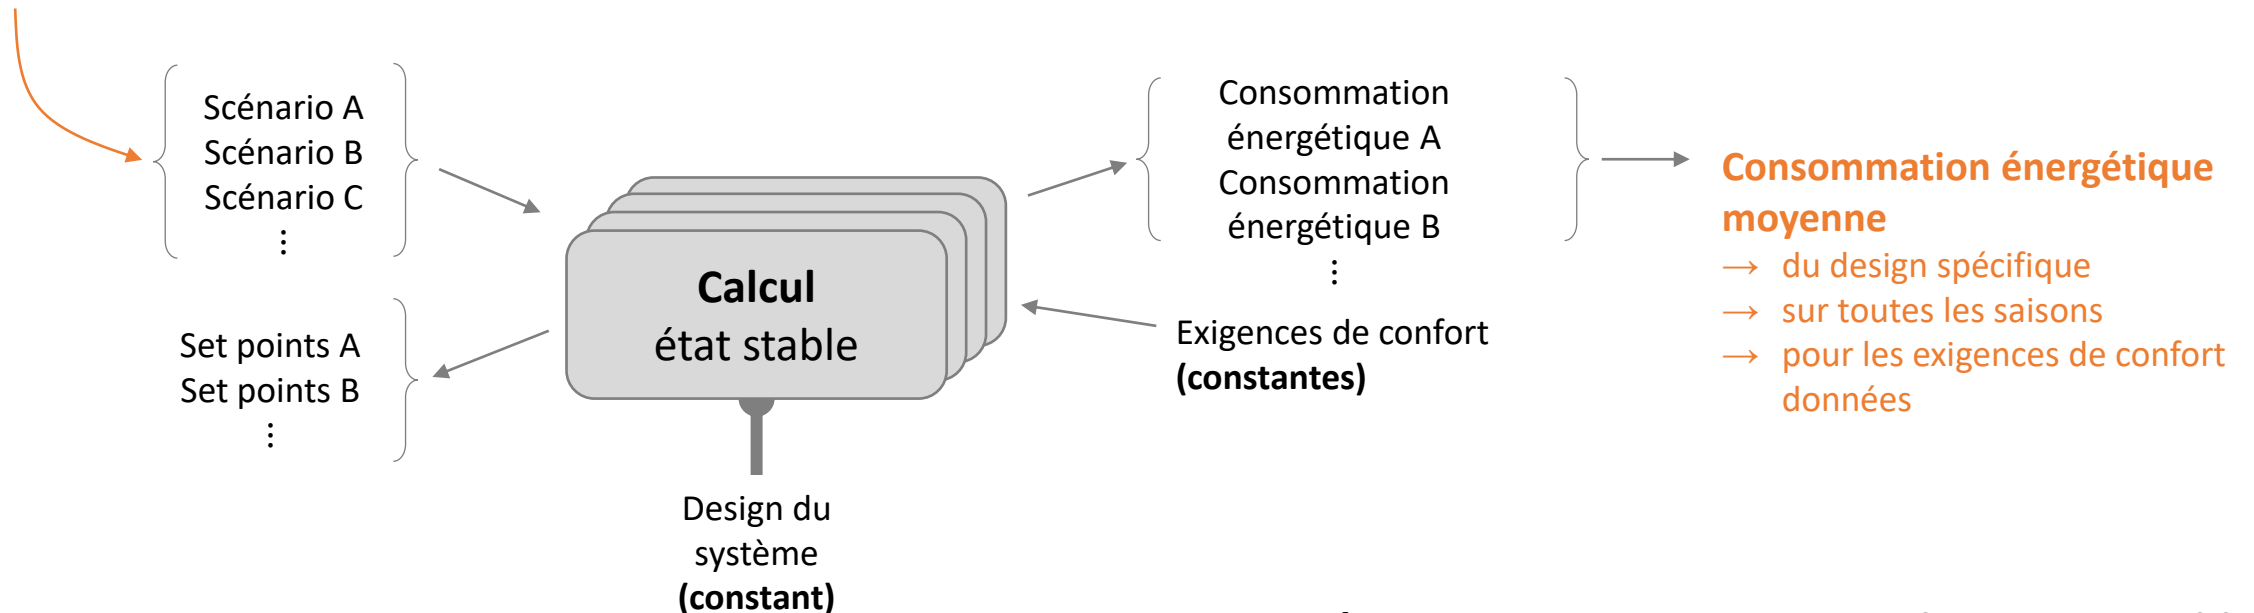 Scénario A
Scénario B
Scénario C
⋮
Set points A
Set points B
⋮
Calcul
état stable
Design du
système
(constant)
Consommation
énergétique A
Consommation
énergétique B
⋮
Exigences de confort
(constantes)
Consommation énergétique
moyenne
→ du design spécifique
→ sur toutes les saisons
→ pour les exigences de confort
données